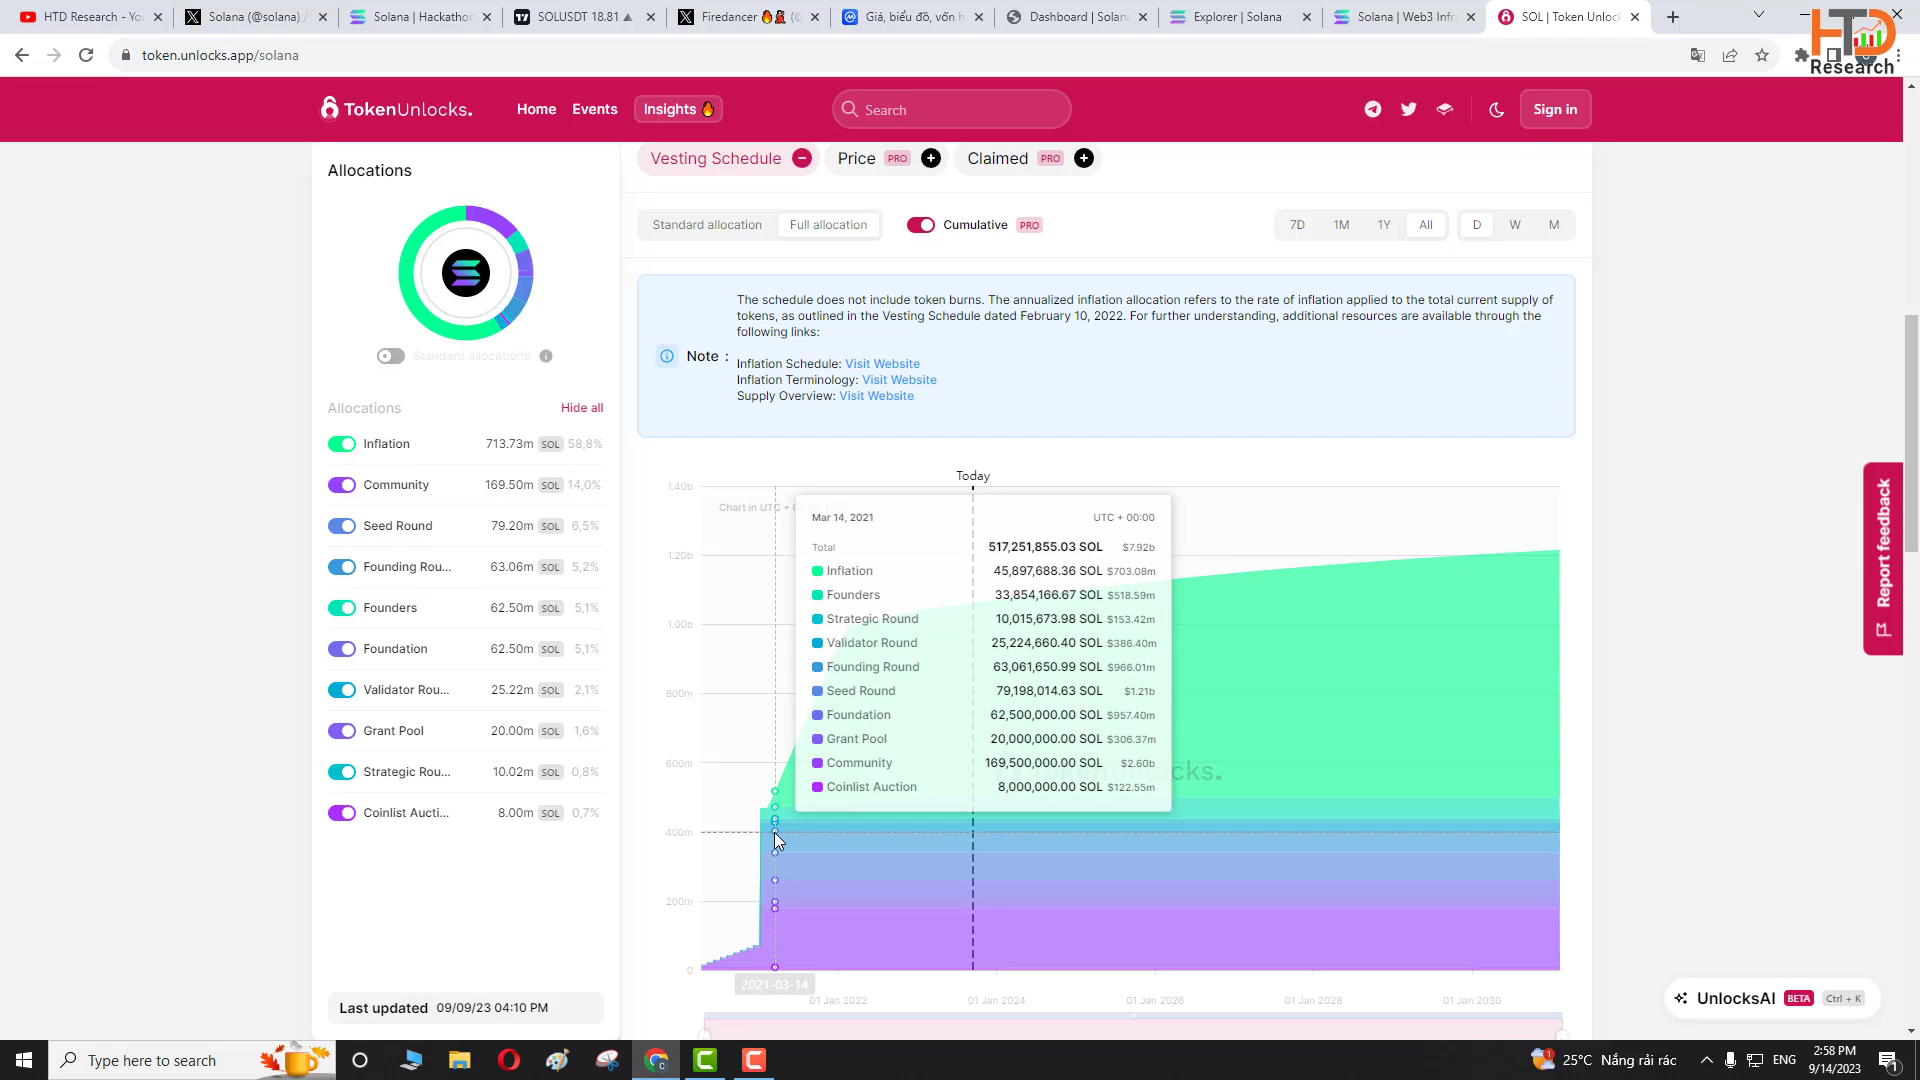 HTD Research - Yo
Solana (@solana) /
Solana | Hackathon
SOLUSDT 18.81 ▲
Firedancer 🔥💃 (@
Giá, biểu đồ, vốn h
Dashboard | Solana
Explorer | Solana
Solana | Web3 Infr
SOL | Token Unlock
HTD
Research
token.unlocks.app/solana
TokenUnlocks.
Home
Events
Insights 🔥
Search
Sign in
Allocations
Vesting Schedule
Price PRO
Claimed PRO
Standard allocation
Full allocation
Cumulative PRO
7D 1M 1Y All
D W M
Standard allocations
The schedule does not include token burns. The annualized inflation allocation refers to the rate of inflation applied to the total current supply of
tokens, as outlined in the Vesting Schedule dated February 10, 2022. For further understanding, additional resources are available through the
following links:
Note :
Inflation Schedule: Visit Website
Inflation Terminology: Visit Website
Supply Overview: Visit Website
Allocations Hide all
Inflation 713.73m SOL 58,8%
Community 169.50m SOL 14,0%
Seed Round 79.20m SOL 6,5%
Founding Rou... 63.06m SOL 5,2%
Founders 62.50m SOL 5,1%
Foundation 62.50m SOL 5,1%
Validator Rou... 25.22m SOL 2,1%
Grant Pool 20.00m SOL 1,6%
Strategic Rou... 10.02m SOL 0,8%
Coinlist Aucti... 8.00m SOL 0,7%
Last updated 09/09/23 04:10 PM
Today
1.40b
1.20b
1.00b
800m
600m
400m
200m
0
Chart in UTC +
Mar 14, 2021 UTC + 00:00
Total 517,251,855.03 SOL $7.92b
Inflation 45,897,688.36 SOL $703.08m
Founders 33,854,166.67 SOL $518.59m
Strategic Round 10,015,673.98 SOL $153.42m
Validator Round 25,224,660.40 SOL $386.40m
Founding Round 63,061,650.99 SOL $966.01m
Seed Round 79,198,014.63 SOL $1.21b
Foundation 62,500,000.00 SOL $957.40m
Grant Pool 20,000,000.00 SOL $306.37m
Community 169,500,000.00 SOL $2.60b
Coinlist Auction 8,000,000.00 SOL $122.55m
2021-03-14
01 Jan 2022
01 Jan 2024
01 Jan 2026
01 Jan 2028
01 Jan 2030
Report feedback
UnlocksAI BETA Ctrl + K
Type here to search
25°C Nắng rải rác
ENG
2:58 PM
9/14/2023